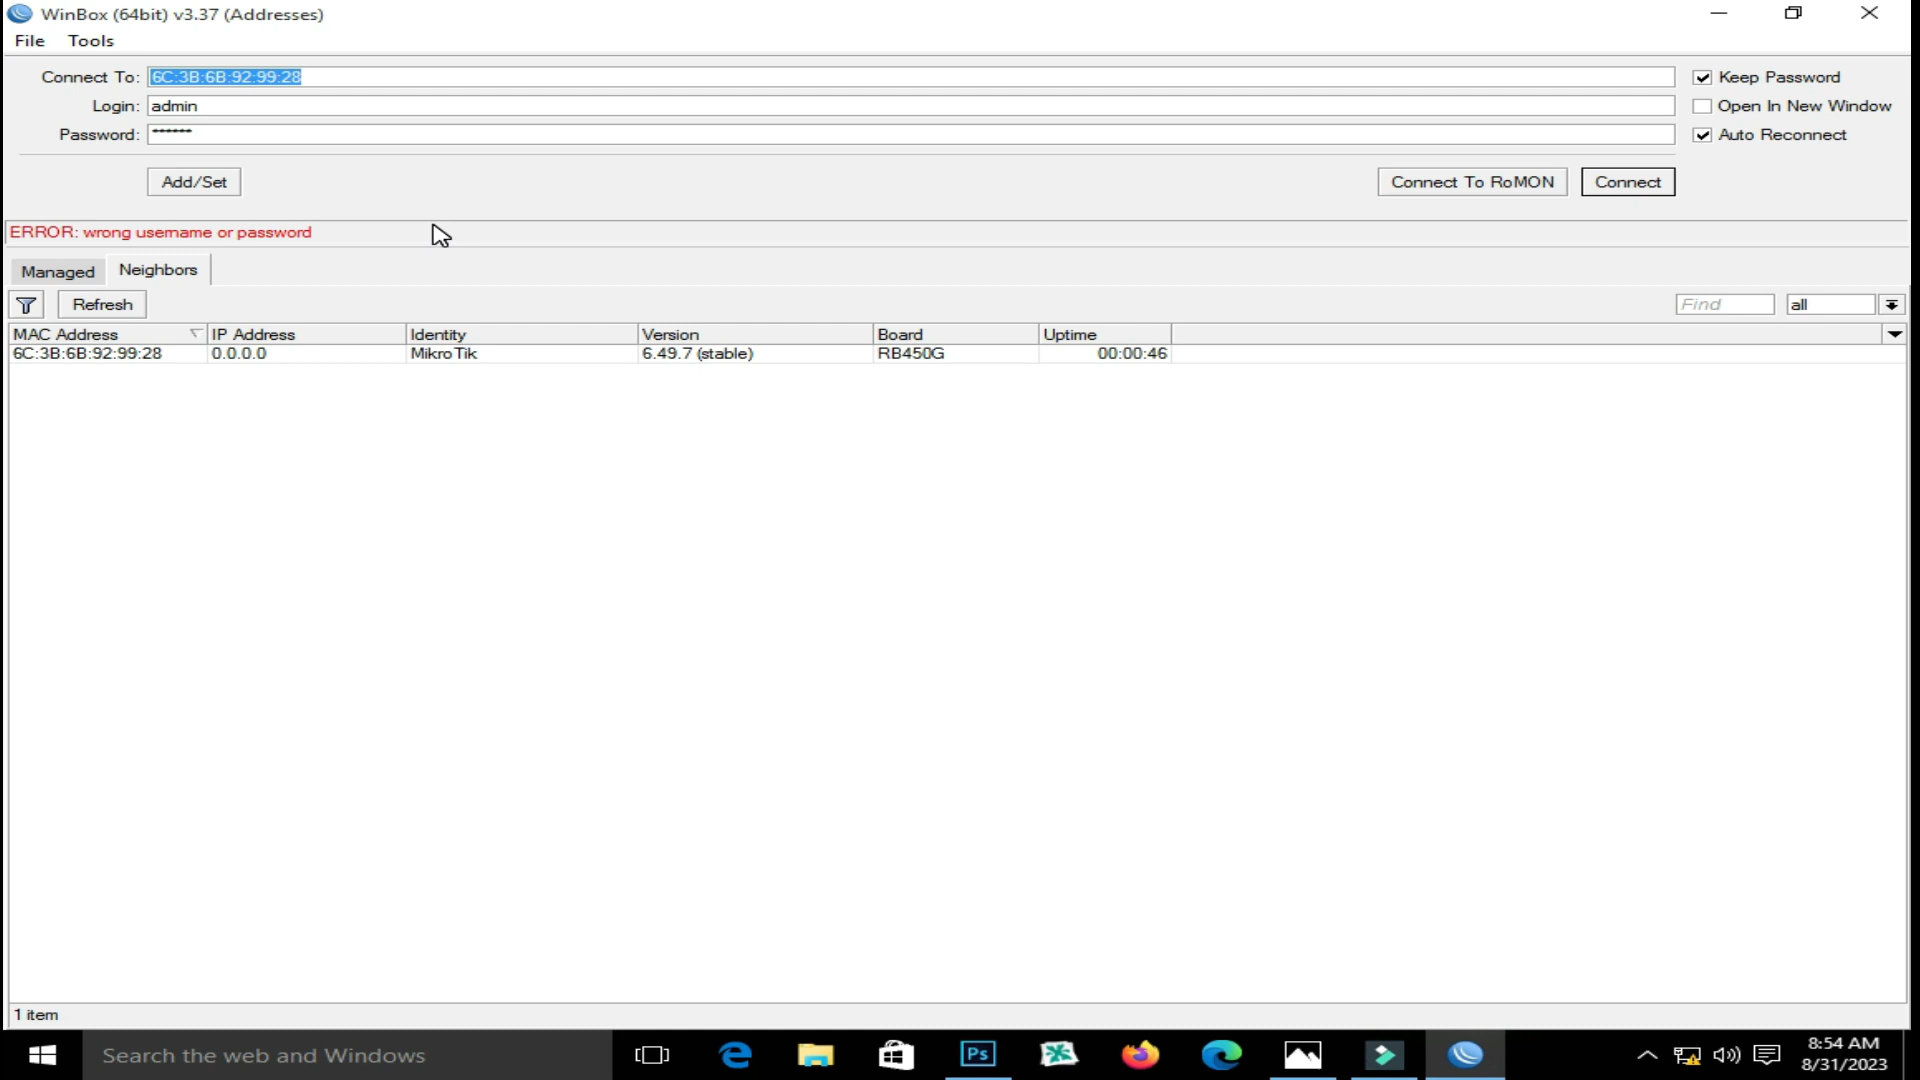 WinBox (64bit) v3.37 (Addresses)
File Tools
Connect To: 6C:3B:6B:92:99:28
Keep Password
Login: admin
Open In New Window
Password: ******
Auto Reconnect
Add/Set
Connect To RoMON
Connect
ERROR: wrong username or password
Managed Neighbors
Refresh
Find
all
MAC Address IP Address Identity Version Board Uptime
6C:3B:6B:92:99:28 0.0.0.0 MikroTik 6.49.7 (stable) RB450G 00:00:46
1 item
Search the web and Windows
Ps
8:54 AM
8/31/2023